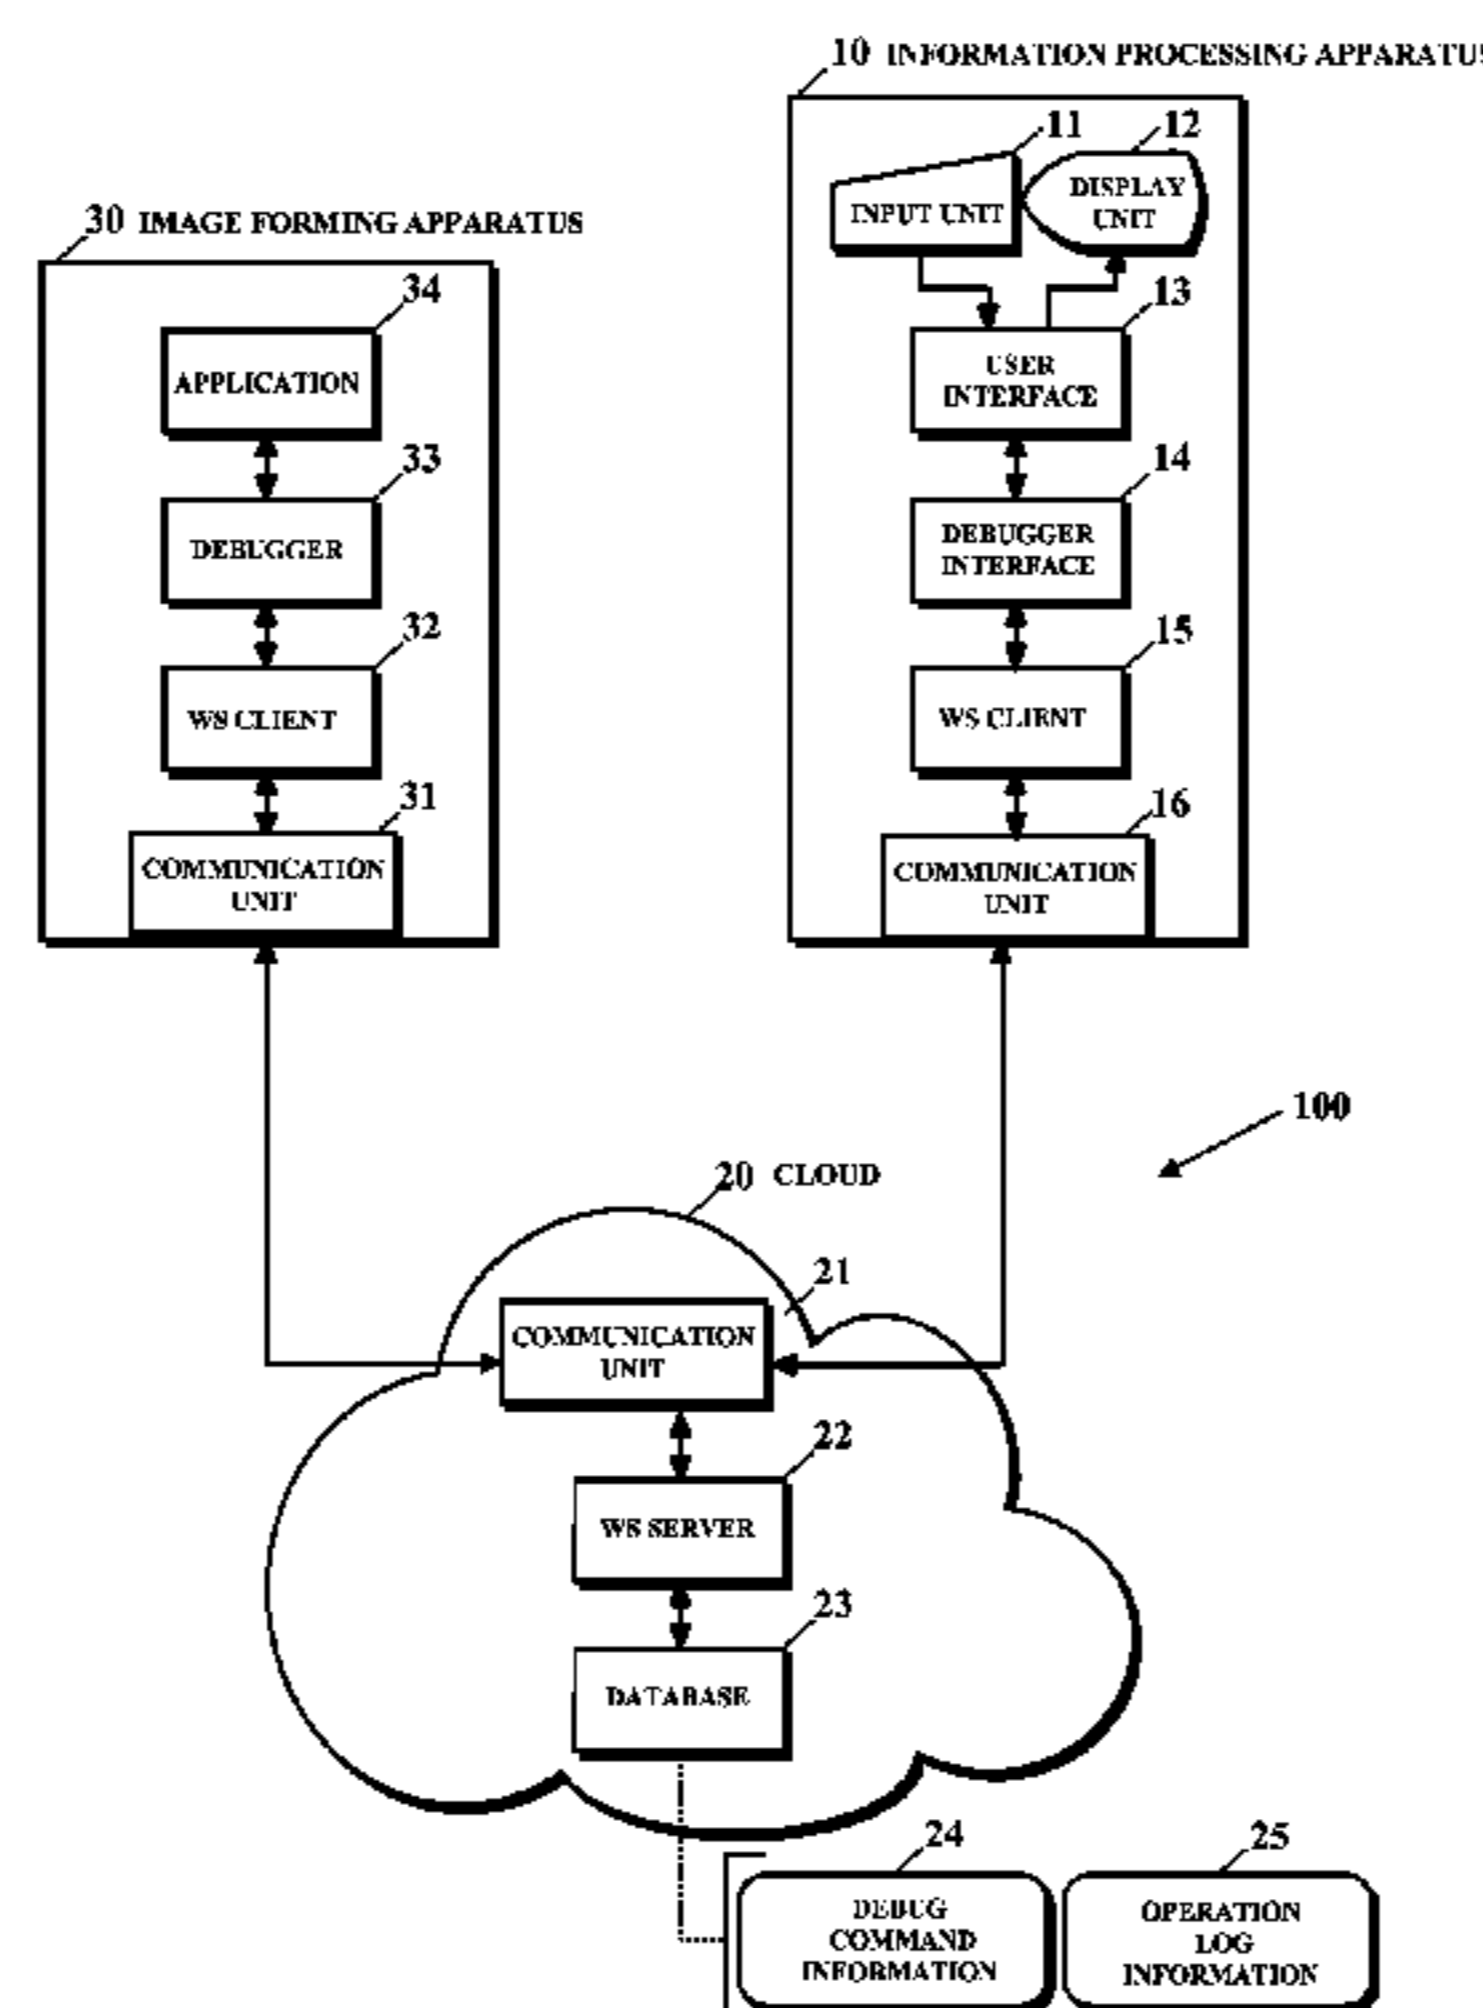 10 INFORMATION PROCESSING APPARATUS
11
12
INPUT UNIT
DISPLAY
UNIT
13
USER
INTERFACE
14
DEBUGGER
INTERFACE
15
WS CLIENT
16
COMMUNICATION
UNIT
30 IMAGE FORMING APPARATUS
34
APPLICATION
33
DEBUGGER
32
WS CLIENT
31
COMMUNICATION
UNIT
100
20 CLOUD
21
COMMUNICATION
UNIT
22
WS SERVER
23
DATABASE
24
DEBUG
COMMAND
INFORMATION
25
OPERATION
LOG
INFORMATION